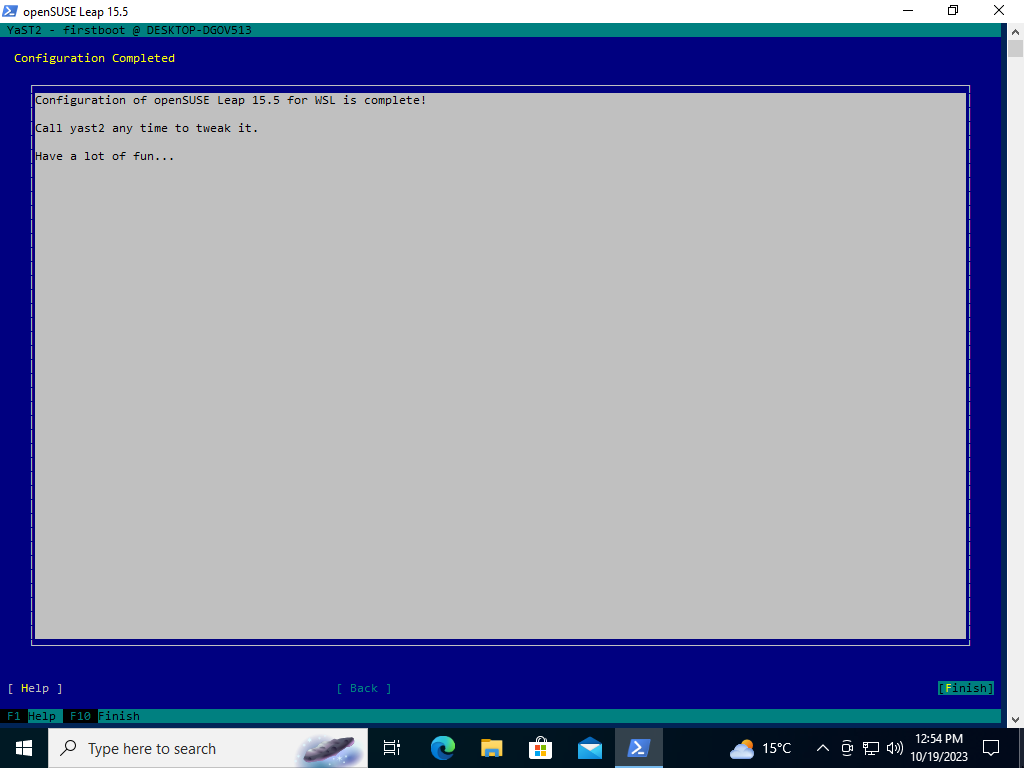 openSUSE Leap 15.5
YaST2 - firstboot @ DESKTOP-DGOV513
Configuration Completed
Configuration of openSUSE Leap 15.5 for WSL is complete!
Call yast2 any time to tweak it.
Have a lot of fun...
[ Help ] [ Back ] [Finish]
F1 Help F10 Finish
Type here to search
15°C
12:54 PM
10/19/2023